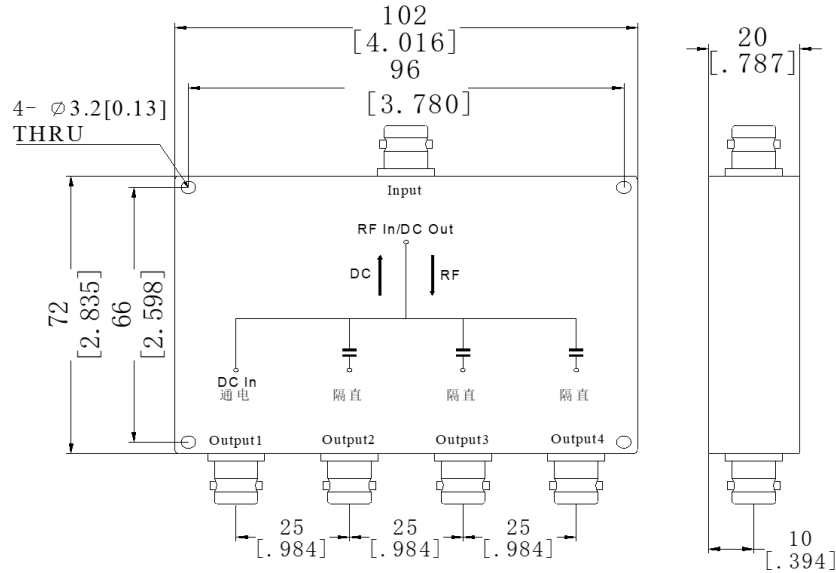 102
[4.016]
96
[3.780]
20
[.787]
4- ∅3.2[0.13]
THRU
Input
RF In/DC Out
DC
RF
72
[2.835]
66
[2.598]
DC In
通电
隔直
隔直
隔直
Output1
Output2
Output3
Output4
25
[.984]
25
[.984]
25
[.984]
10
[.394]